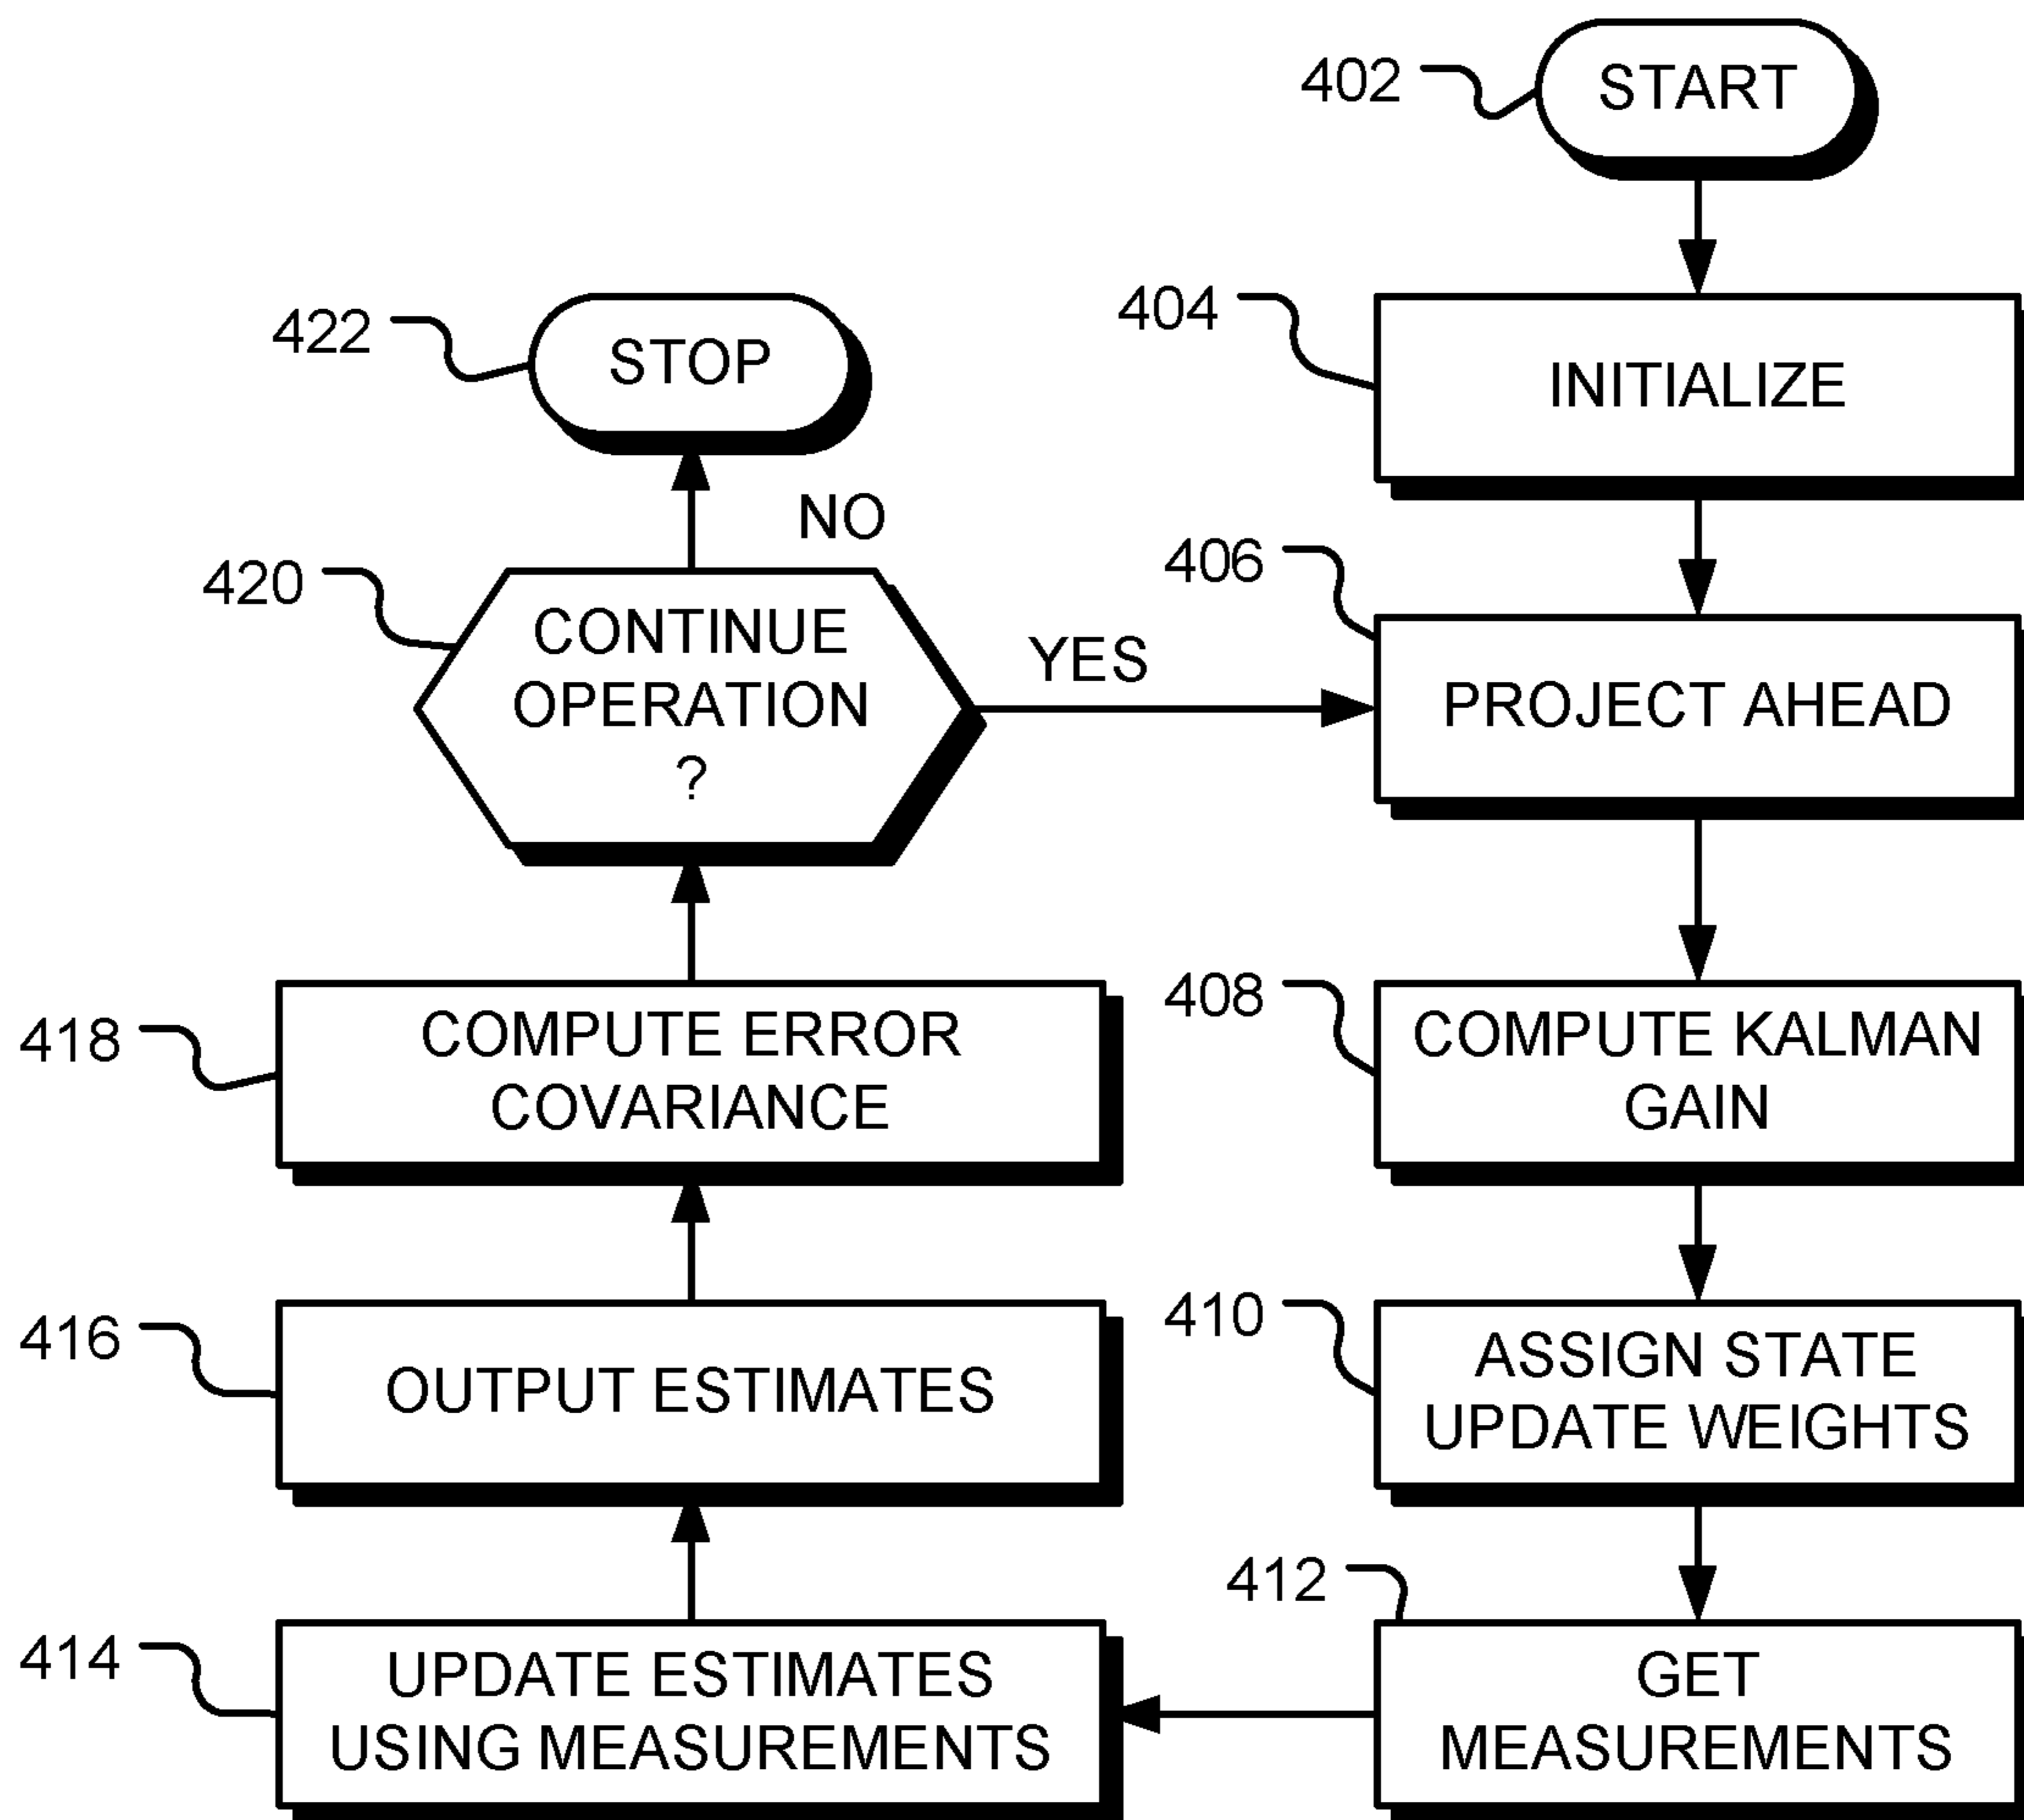 402
START
404
INITIALIZE
406
PROJECT AHEAD
408
COMPUTE KALMAN
GAIN
410
ASSIGN STATE
UPDATE WEIGHTS
412
GET
MEASUREMENTS
414
UPDATE ESTIMATES
USING MEASUREMENTS
416
OUTPUT ESTIMATES
418
COMPUTE ERROR
COVARIANCE
420
CONTINUE
OPERATION
?
YES
NO
422
STOP